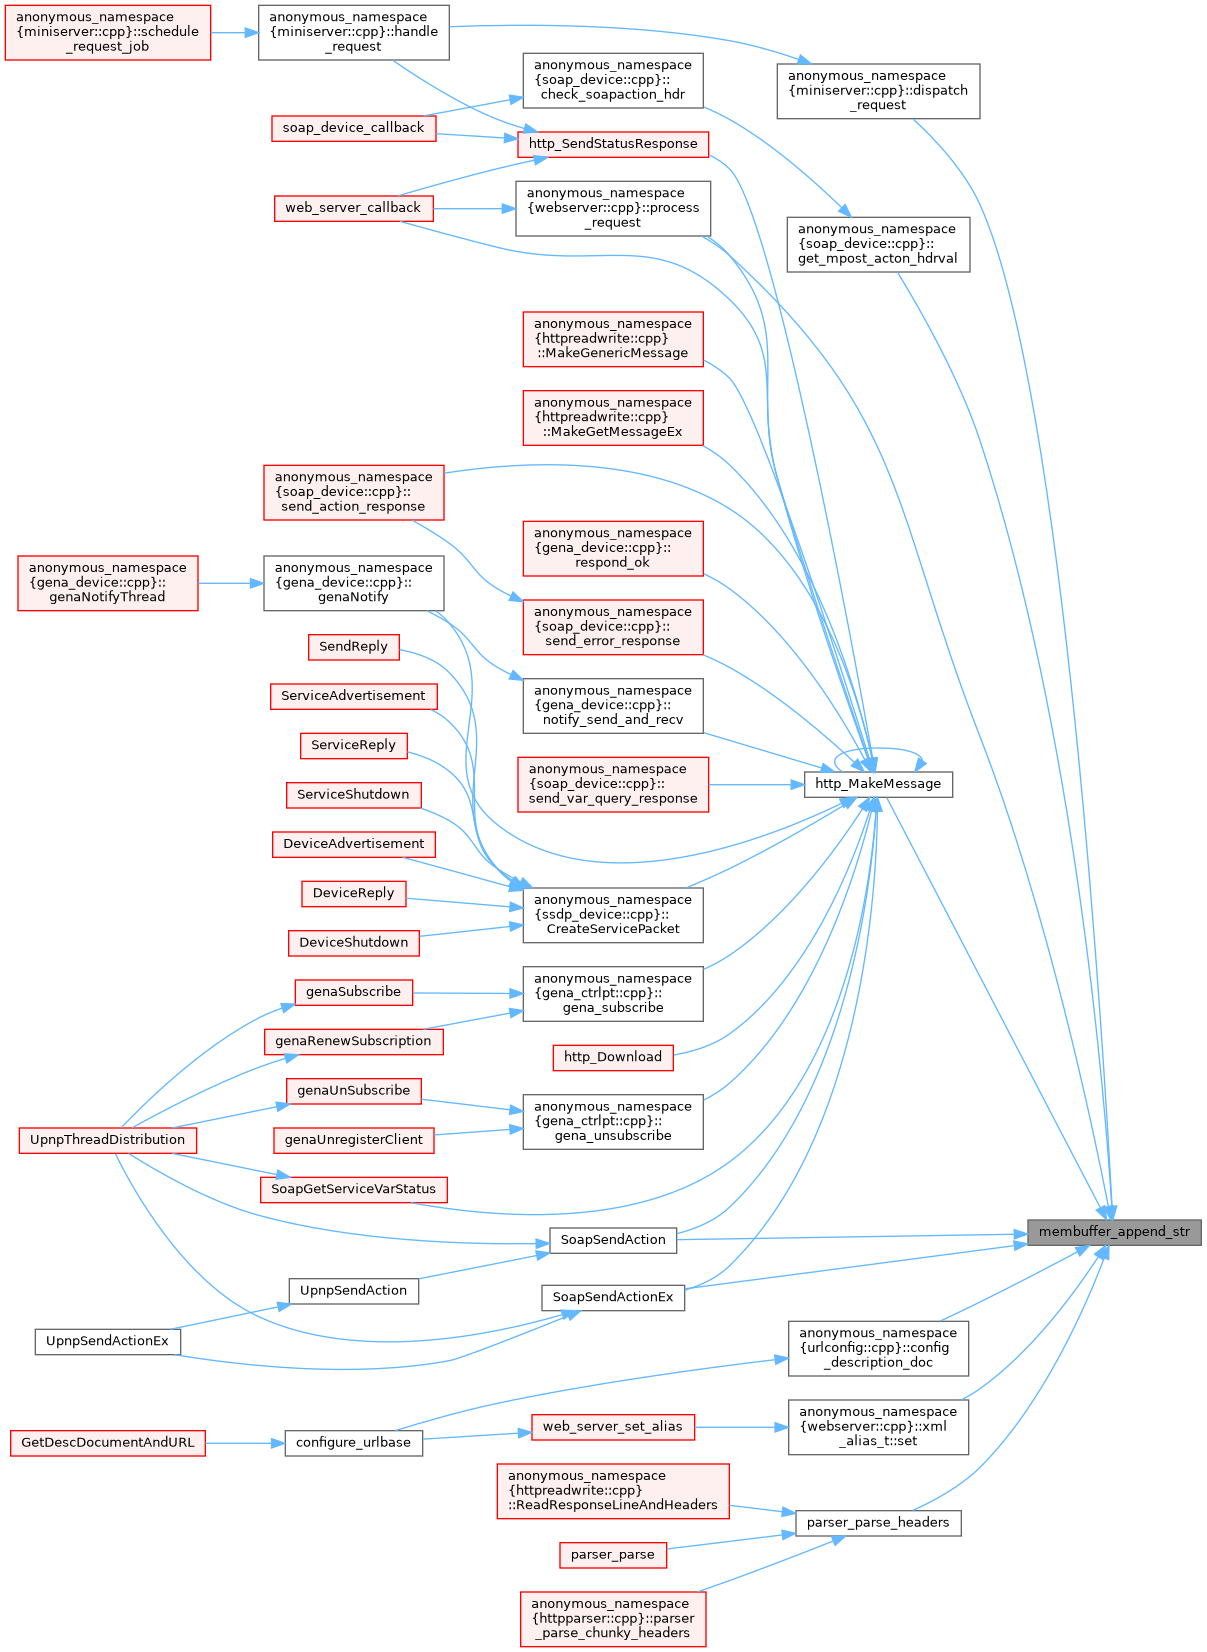 anonymous_namespace
{miniserver::cpp}::schedule
_request_job
anonymous_namespace
{miniserver::cpp}::handle
_request
anonymous_namespace
{soap_device::cpp}::
check_soapaction_hdr
anonymous_namespace
{miniserver::cpp}::dispatch
_request
soap_device_callback
http_SendStatusResponse
web_server_callback
anonymous_namespace
{webserver::cpp}::process
_request
anonymous_namespace
{soap_device::cpp}::
get_mpost_acton_hdrval
anonymous_namespace
{httpreadwrite::cpp}
::MakeGenericMessage
anonymous_namespace
{httpreadwrite::cpp}
::MakeGetMessageEx
anonymous_namespace
{soap_device::cpp}::
send_action_response
anonymous_namespace
{gena_device::cpp}::
respond_ok
anonymous_namespace
{gena_device::cpp}::
genaNotifyThread
anonymous_namespace
{gena_device::cpp}::
genaNotify
anonymous_namespace
{soap_device::cpp}::
send_error_response
SendReply
ServiceAdvertisement
anonymous_namespace
{gena_device::cpp}::
notify_send_and_recv
ServiceReply
anonymous_namespace
{soap_device::cpp}::
send_var_query_response
http_MakeMessage
ServiceShutdown
DeviceAdvertisement
DeviceReply
anonymous_namespace
{ssdp_device::cpp}::
CreateServicePacket
DeviceShutdown
genaSubscribe
anonymous_namespace
{gena_ctrlpt::cpp}::
gena_subscribe
genaRenewSubscription
http_Download
genaUnSubscribe
anonymous_namespace
{gena_ctrlpt::cpp}::
gena_unsubscribe
UpnpThreadDistribution
genaUnregisterClient
SoapGetServiceVarStatus
membuffer_append_str
SoapSendAction
UpnpSendAction
SoapSendActionEx
UpnpSendActionEx
anonymous_namespace
{urlconfig::cpp}::config
_description_doc
anonymous_namespace
{webserver::cpp}::xml
_alias_t::set
web_server_set_alias
GetDescDocumentAndURL
configure_urlbase
anonymous_namespace
{httpreadwrite::cpp}
::ReadResponseLineAndHeaders
parser_parse_headers
parser_parse
anonymous_namespace
{httpparser::cpp}::parser
_parse_chunky_headers